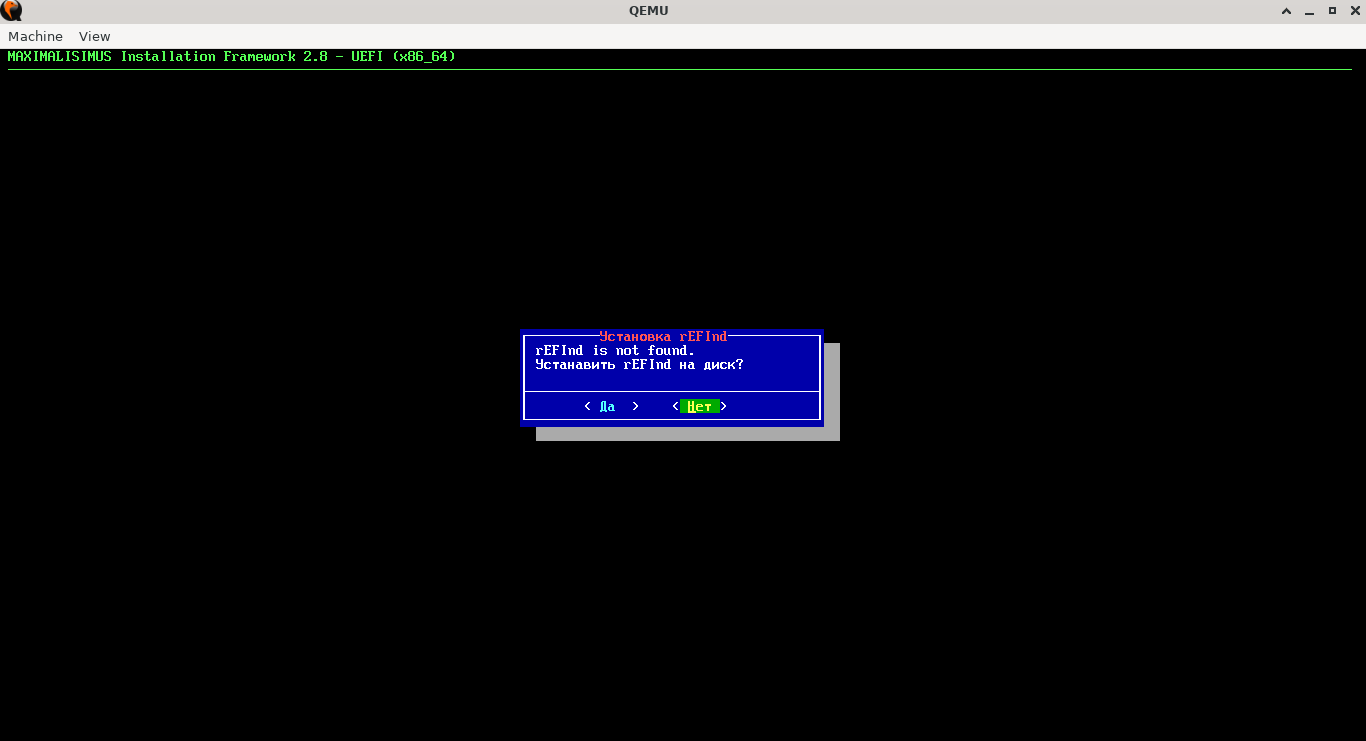 QEMU
Machine View
MAXIMALISIMUS Installation Framework 2.8 - UEFI (x86_64)
Установка rEFInd
rEFInd is not found.
Устанавить rEFInd на диск?
< Да > < Нет >